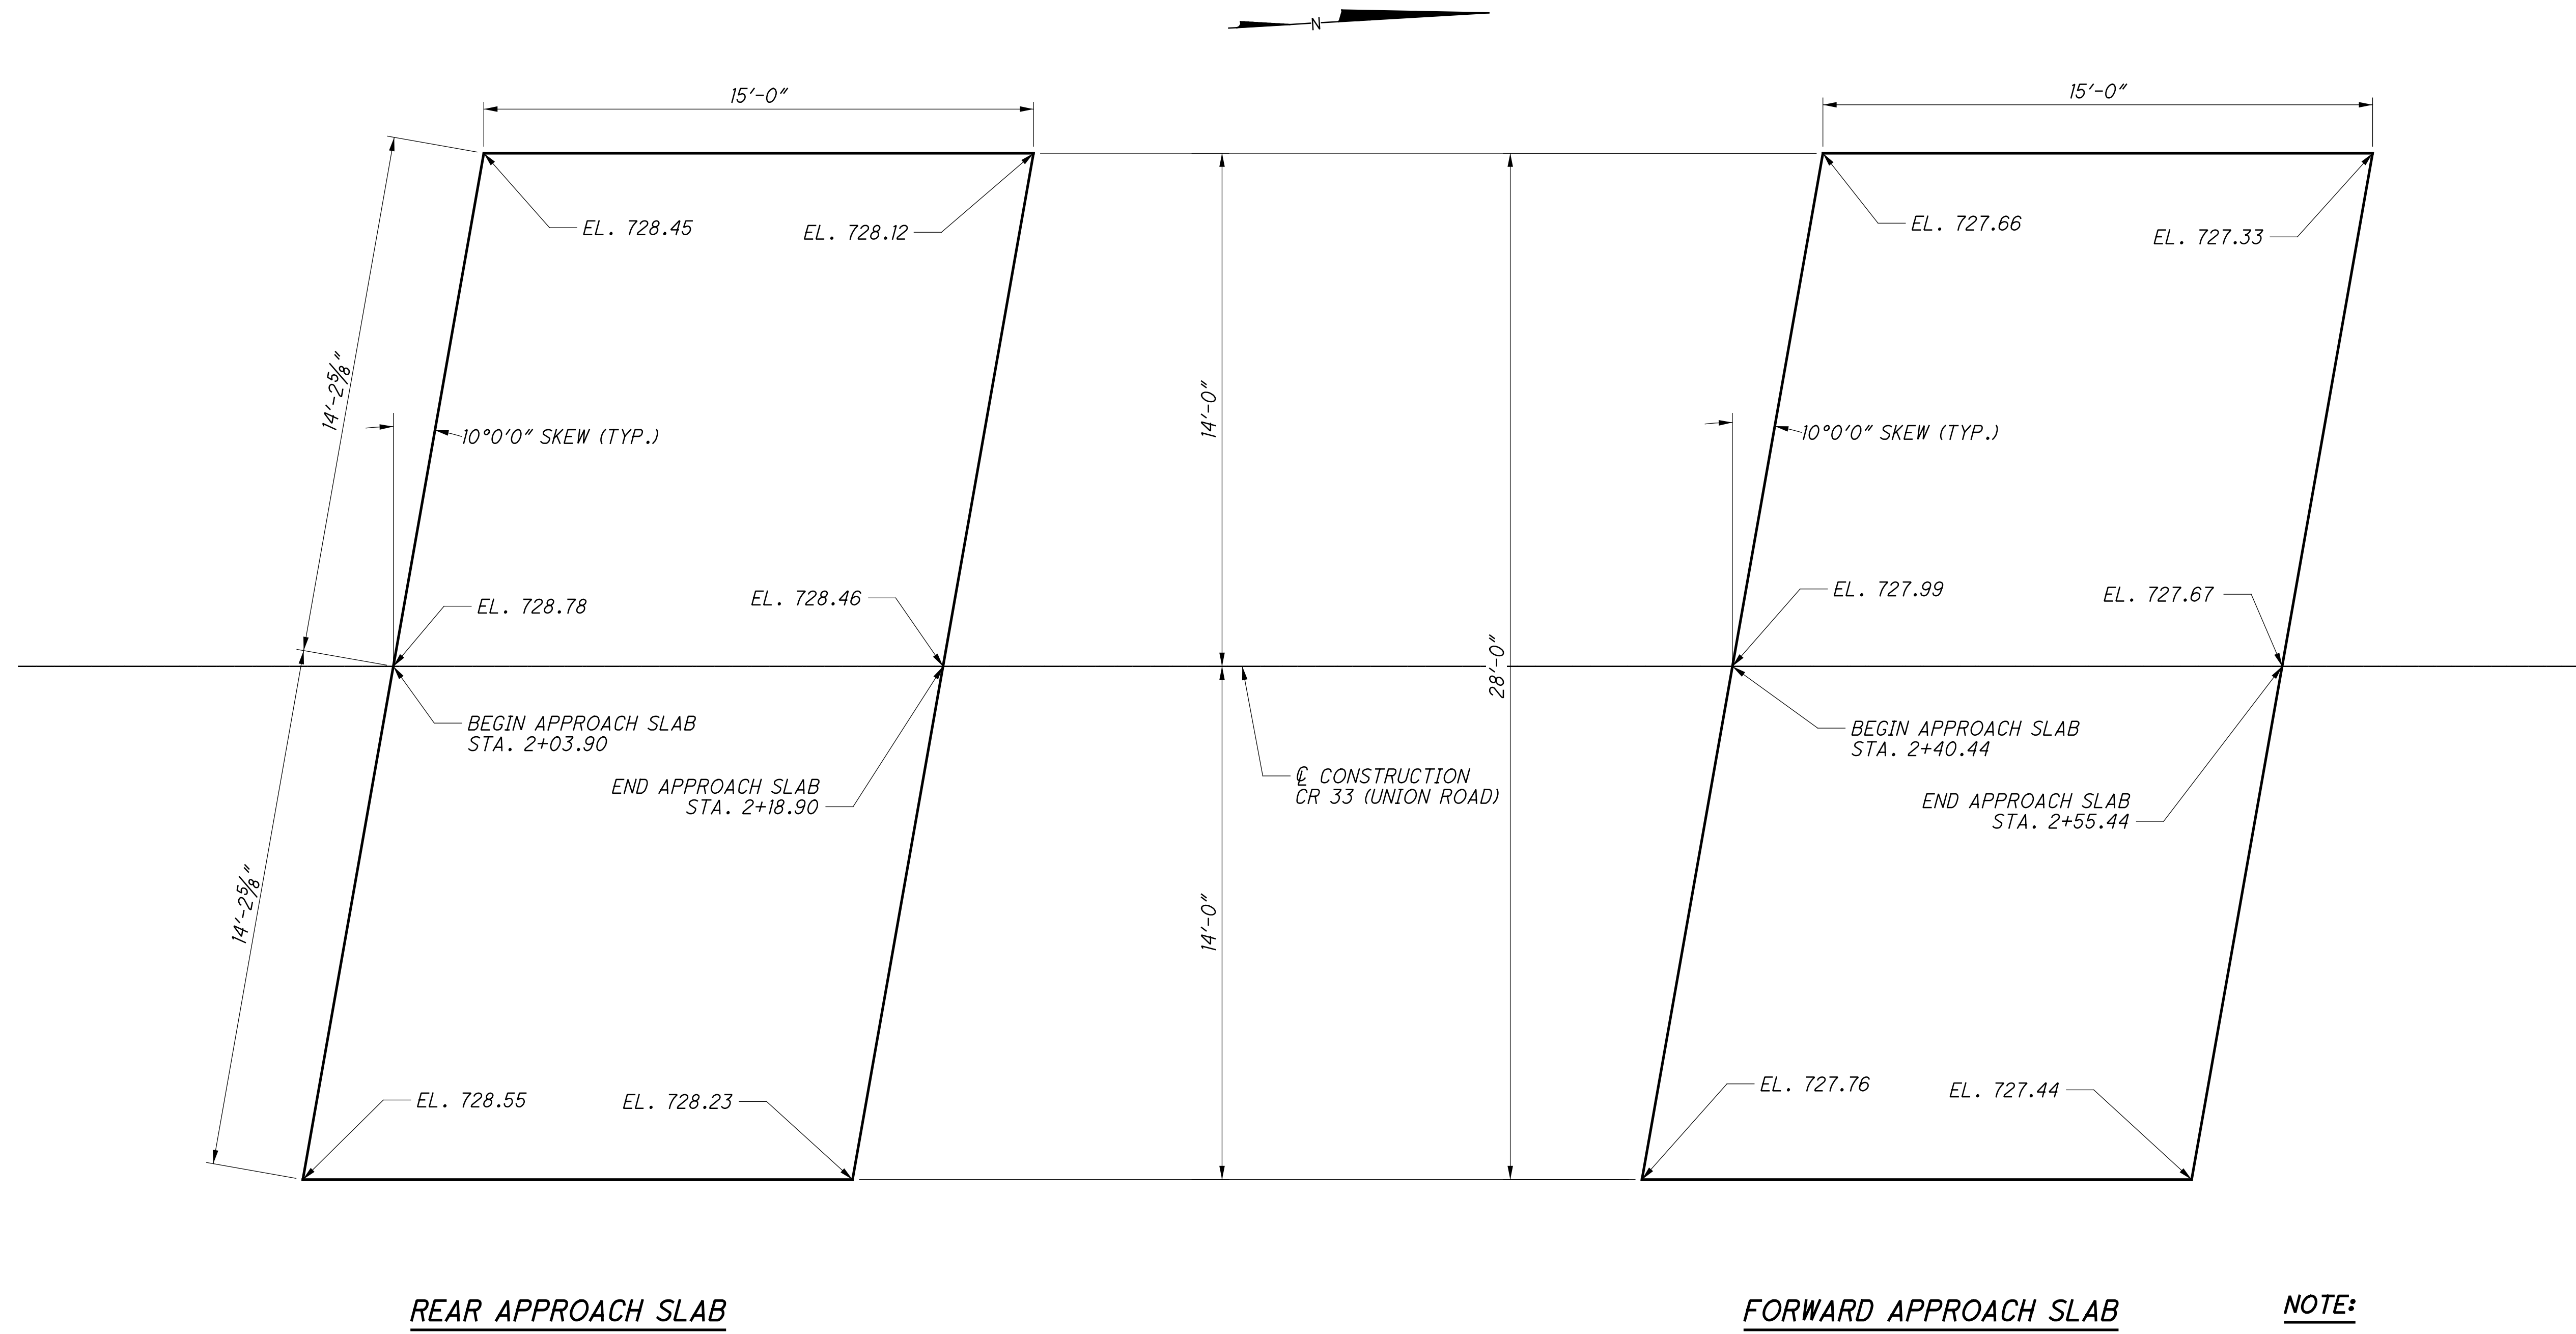 N
15'-0"
15'-0"
EL. 728.45
EL. 728.12
EL. 727.66
EL. 727.33
14'-2⅝"
14'-0"
10°0'0" SKEW (TYP.)
10°0'0" SKEW (TYP.)
EL. 728.78
EL. 728.46
EL. 727.99
EL. 727.67
28'-0"
BEGIN APPROACH SLAB
STA. 2+03.90
BEGIN APPROACH SLAB
STA. 2+40.44
END APPROACH SLAB
STA. 2+18.90
℄ CONSTRUCTION
CR 33 (UNION ROAD)
END APPROACH SLAB
STA. 2+55.44
14'-2⅝"
14'-0"
EL. 728.55
EL. 728.23
EL. 727.76
EL. 727.44
REAR APPROACH SLAB
FORWARD APPROACH SLAB
NOTE: